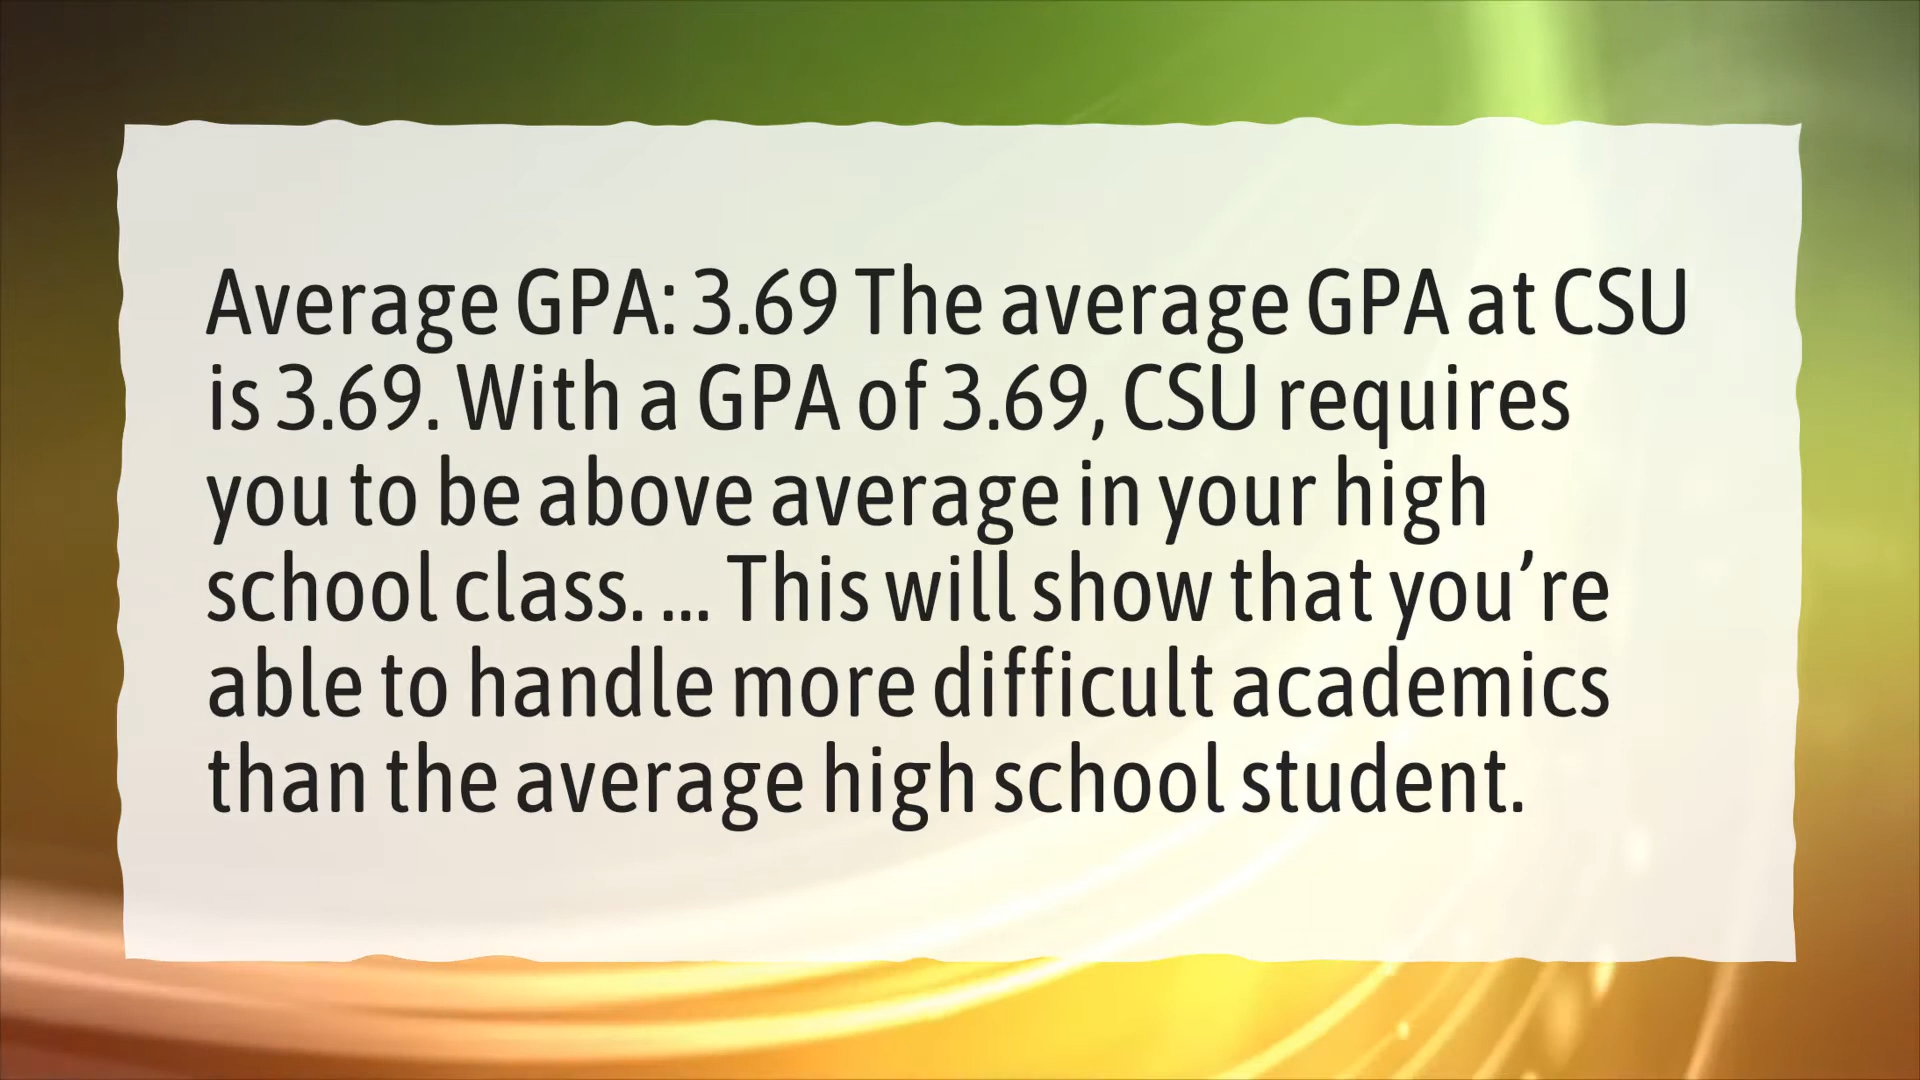 Average GPA: 3.69 The average GPA at CSU
is 3.69. With a GPA of 3.69, CSU requires
you to be above average in your high
school class. ... This will show that you’re
able to handle more difficult academics
than the average high school student.